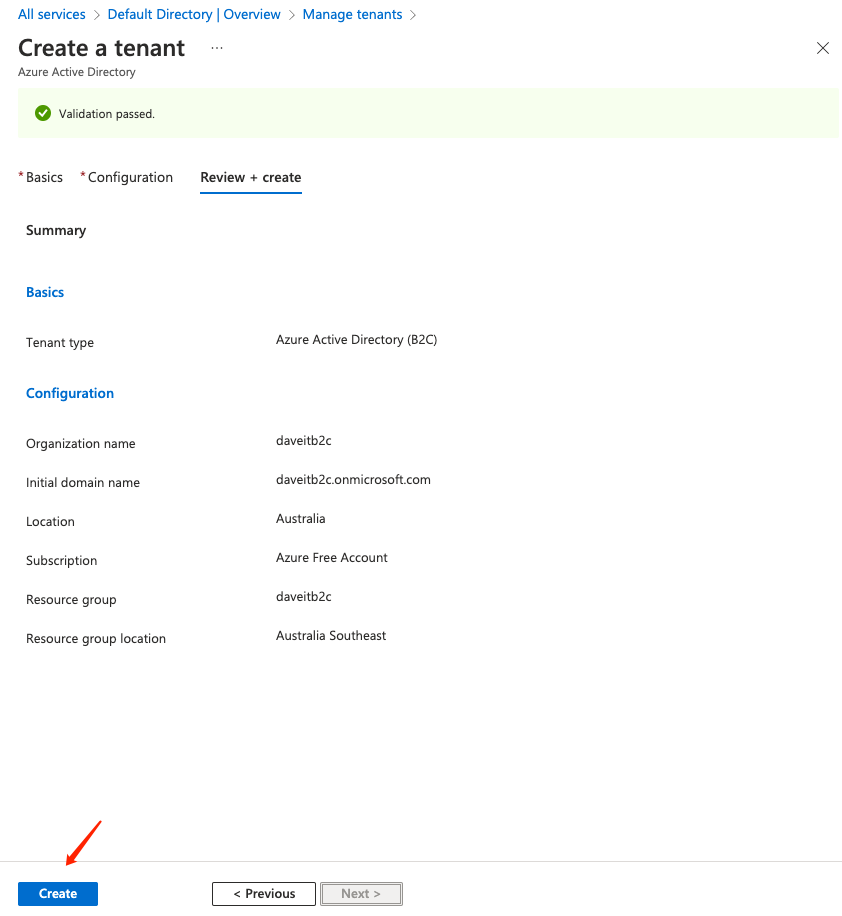 All services > Default Directory | Overview > Manage tenants >
Create a tenant ...
Azure Active Directory
Validation passed.
* Basics * Configuration Review + create
Summary
Basics
Tenant type Azure Active Directory (B2C)
Configuration
Organization name daveitb2c
Initial domain name daveitb2c.onmicrosoft.com
Location Australia
Subscription Azure Free Account
Resource group daveitb2c
Resource group location Australia Southeast
Create < Previous Next >